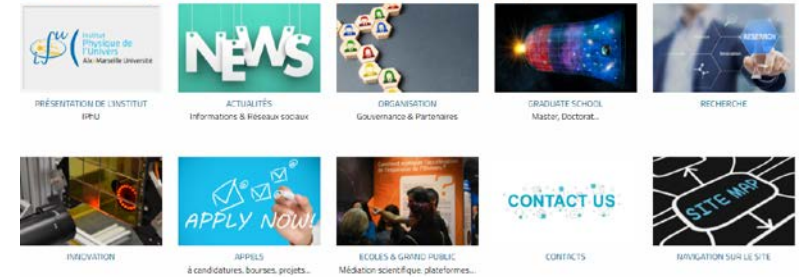 Institut
Physique de
l'Univers
Aix-Marseille Université
NEWS
RESEARCH
PRÉSENTATION DE L'INSTITUT
IPHU
ACTUALITÉS
Informations & Réseaux sociaux
ORGANISATION
Gouvernance & Partenaires
GRADUATE SCHOOL
Master, Doctorat...
RECHERCHE
APPLY NOW!
CONTACT US
SITE MAP
INNOVATION
APPELS
à candidatures, bourses, projets...
ECOLES & GRAND PUBLIC
Médiation scientifique, plateformes...
CONTACTS
NAVIGATION SUR LE SITE